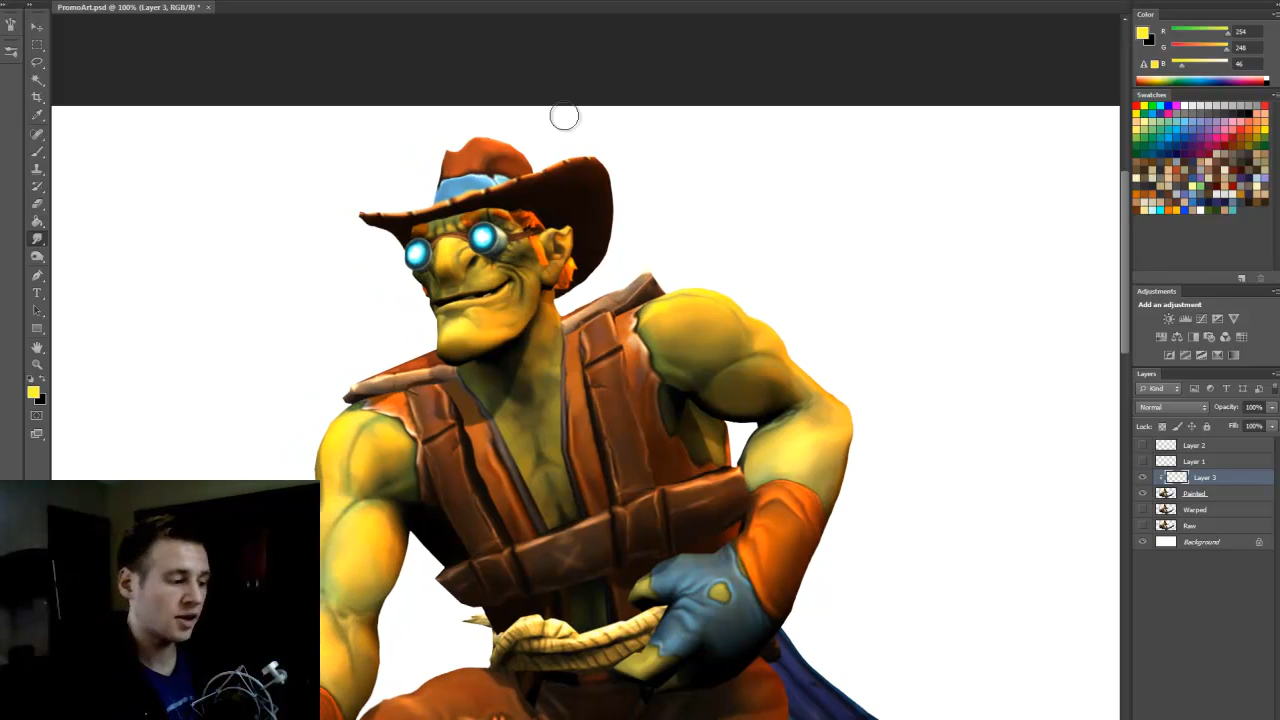 PromoArt.psd @ 100% (Layer 3, RGB/8) * ×
Color
R 254
G 248
B 46
Swatches
Adjustments
Add an adjustment
Layers
Kind
Normal Opacity: 100%
Lock: Fill: 100%
Layer 2
Layer 1
Layer 3
Painted
Warped
Raw
Background
T